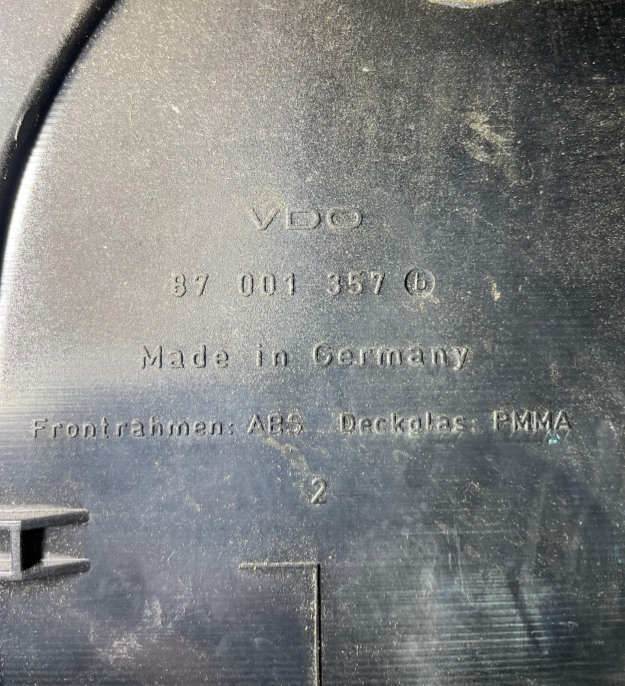 VDO
87 001 357 ⓑ
Made in Germany
Frontrahmen: ABS Deckglas: PMMA
2